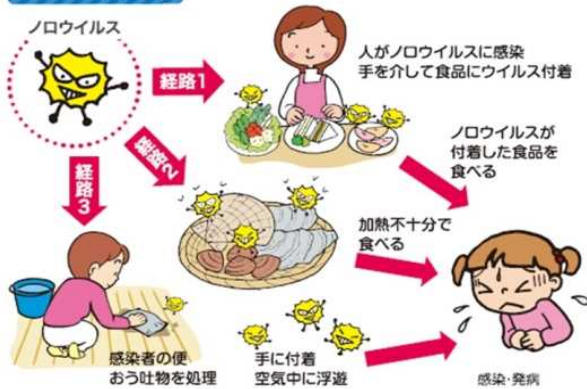 ノロウイルス
経路1
人がノロウイルスに感染
手を介して食品にウイルス付着
経路2
経路3
ノロウイルスが
付着した食品を
食べる
加熱不十分で
食べる
感染者の便
おう吐物を処理
手に付着
空気中に浮遊
感染・発病